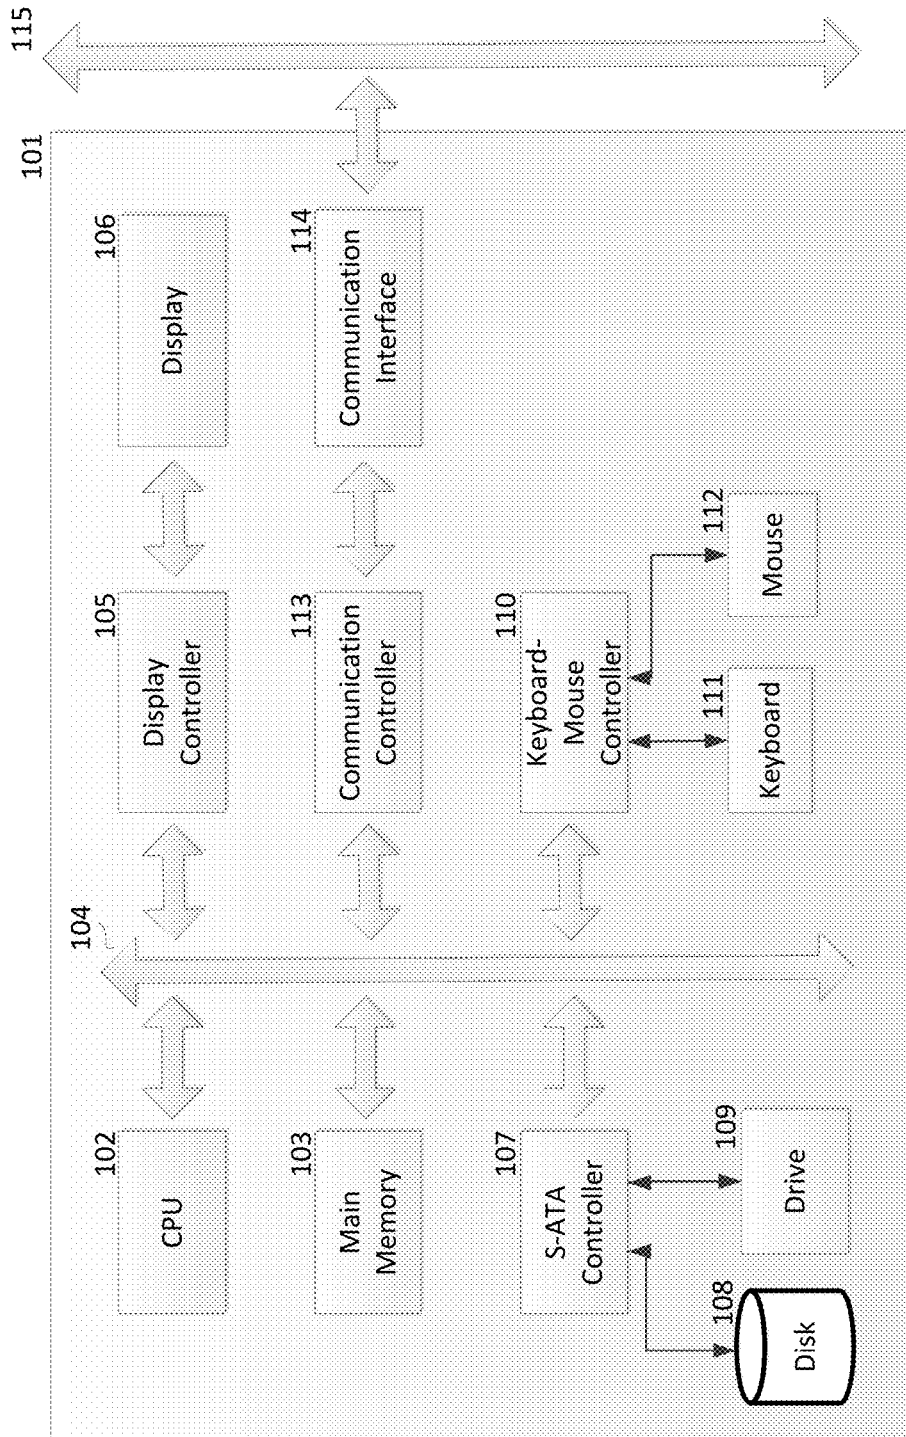 115
101
104
102
CPU
105
Display
Controller
106
Display
103
Main
Memory
113
Communication
Controller
114
Communication
Interface
107
S-ATA
Controller
110
Keyboard-
Mouse
Controller
108
Disk
109
Drive
111
Keyboard
112
Mouse